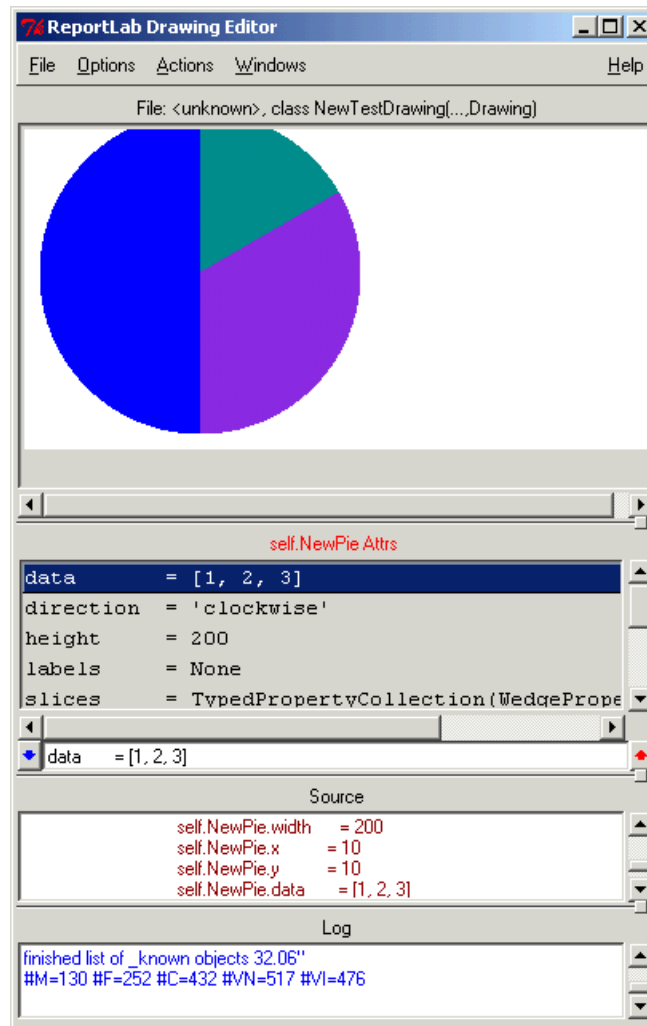 ReportLab Drawing Editor
File Options Actions Windows Help
File: <unknown>, class NewTestDrawing(...,Drawing)
self.NewPie Attrs
data = [1, 2, 3]
direction = 'clockwise'
height = 200
labels = None
slices = TypedPropertyCollection(WedgePrope
data = [1, 2, 3]
Source
self.NewPie.width = 200
self.NewPie.x = 10
self.NewPie.y = 10
self.NewPie.data = [1, 2, 3]
Log
finished list of _known objects 32.06"
#M=130 #F=252 #C=432 #VN=517 #VI=476